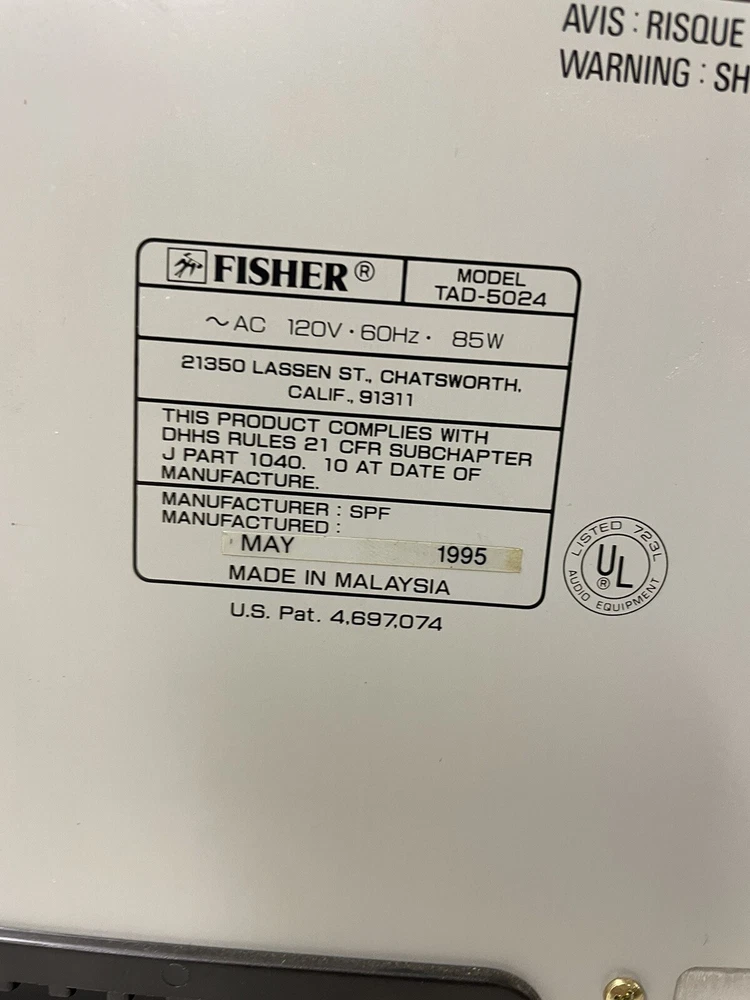 AVIS : RISQUE
WARNING : SH
FISHER®
MODEL
TAD-5024
~AC 120V · 60Hz · 85W
21350 LASSEN ST., CHATSWORTH,
CALIF., 91311
THIS PRODUCT COMPLIES WITH
DHHS RULES 21 CFR SUBCHAPTER
J PART 1040. 10 AT DATE OF
MANUFACTURE.
MANUFACTURER : SPF
MANUFACTURED :
MAY 1995
MADE IN MALAYSIA
U.S. Pat. 4,697,074
LISTED 723L
UL®
AUDIO EQUIPMENT